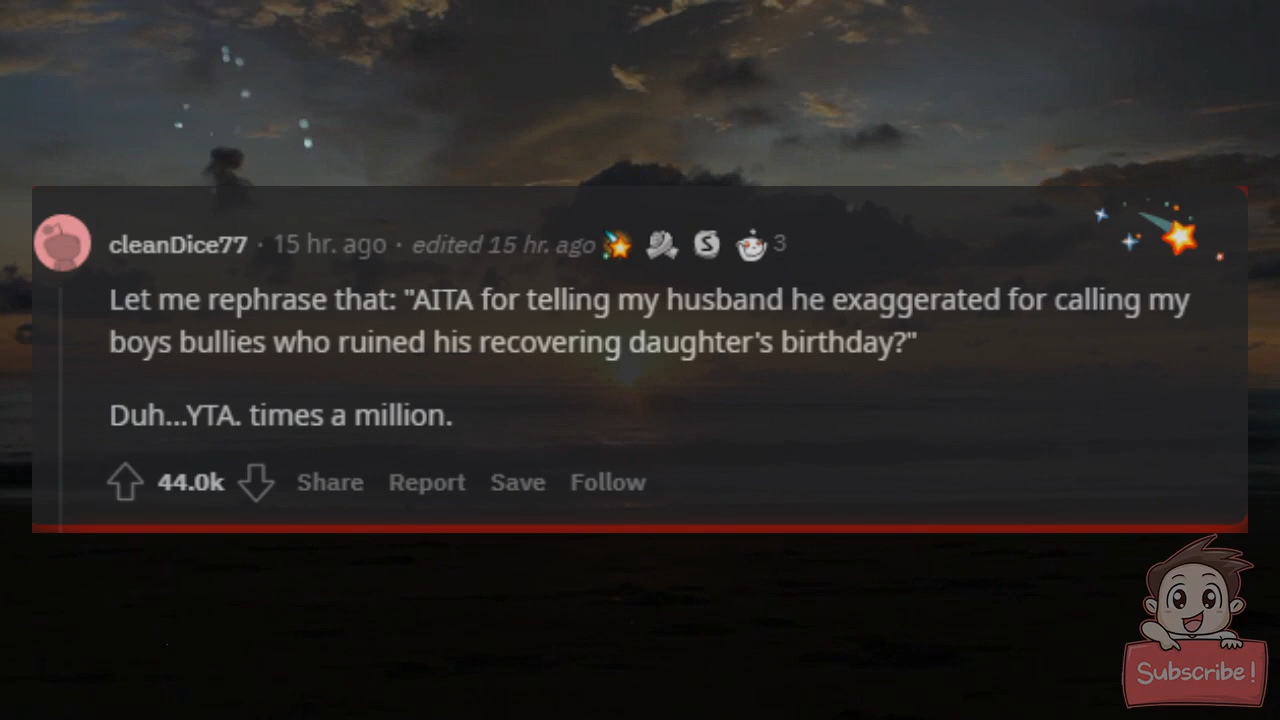 cleanDice77 · 15 hr. ago · edited 15 hr. ago 3
Let me rephrase that: "AITA for telling my husband he exaggerated for calling my
boys bullies who ruined his recovering daughter's birthday?"
Duh...YTA. times a million.
44.0k Share Report Save Follow
Subscribe!